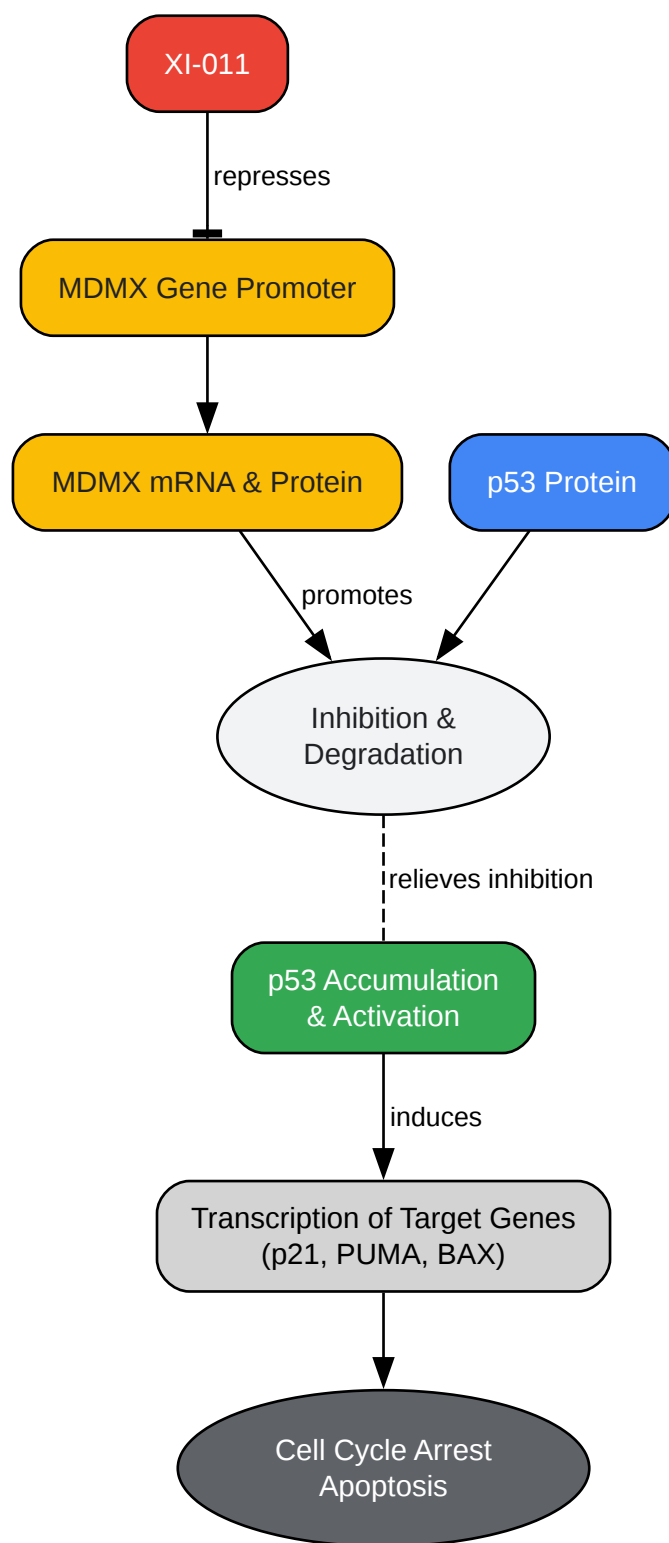 XI-011
represses
MDMX Gene Promoter
MDMX mRNA & Protein
p53 Protein
promotes
Inhibition &
Degradation
relieves inhibition
p53 Accumulation
& Activation
induces
Transcription of Target Genes
(p21, PUMA, BAX)
Cell Cycle Arrest
Apoptosis